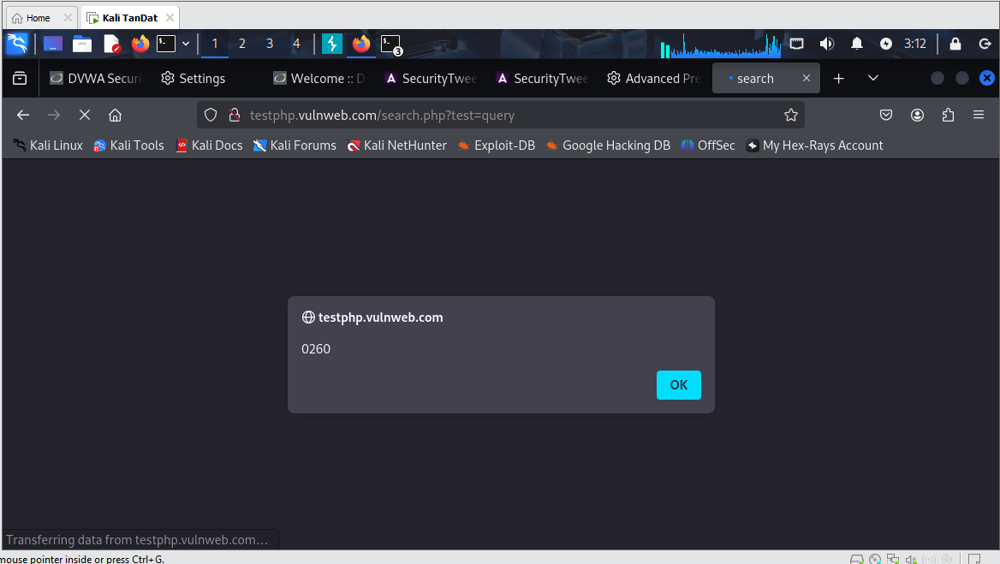 Home
Kali TanDat
1 2 3 4
3
3:12
DVWA Securi
Settings
Welcome :: D
SecurityTwee
SecurityTwee
Advanced Pre
search
testphp.vulnweb.com/search.php?test=query
Kali Linux
Kali Tools
Kali Docs
Kali Forums
Kali NetHunter
Exploit-DB
Google Hacking DB
OffSec
My Hex-Rays Account
testphp.vulnweb.com
0260
OK
Transferring data from testphp.vulnweb.com…
mouse pointer inside or press Ctrl+G.